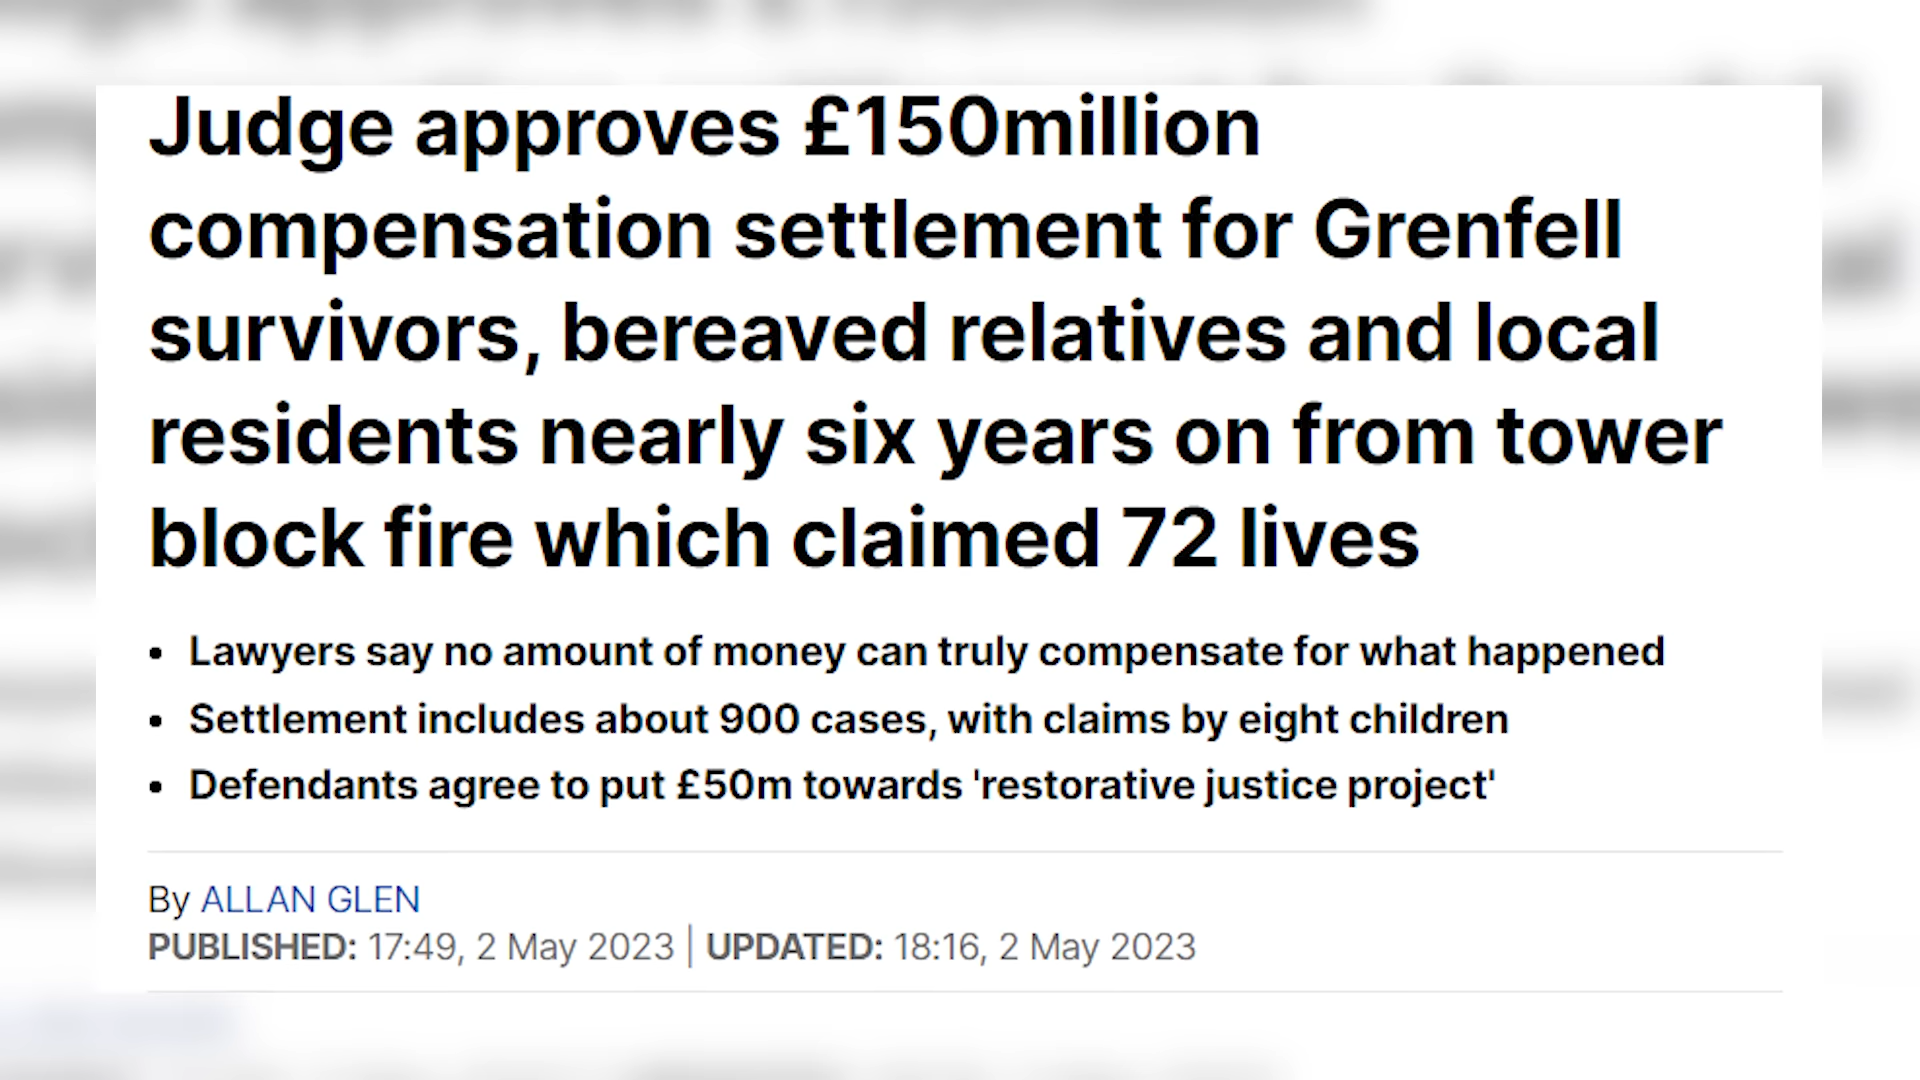 Judge approves £150million
compensation settlement for Grenfell
survivors, bereaved relatives and local
residents nearly six years on from tower
block fire which claimed 72 lives
• Lawyers say no amount of money can truly compensate for what happened
• Settlement includes about 900 cases, with claims by eight children
• Defendants agree to put £50m towards 'restorative justice project'
By ALLAN GLEN
PUBLISHED: 17:49, 2 May 2023 | UPDATED: 18:16, 2 May 2023